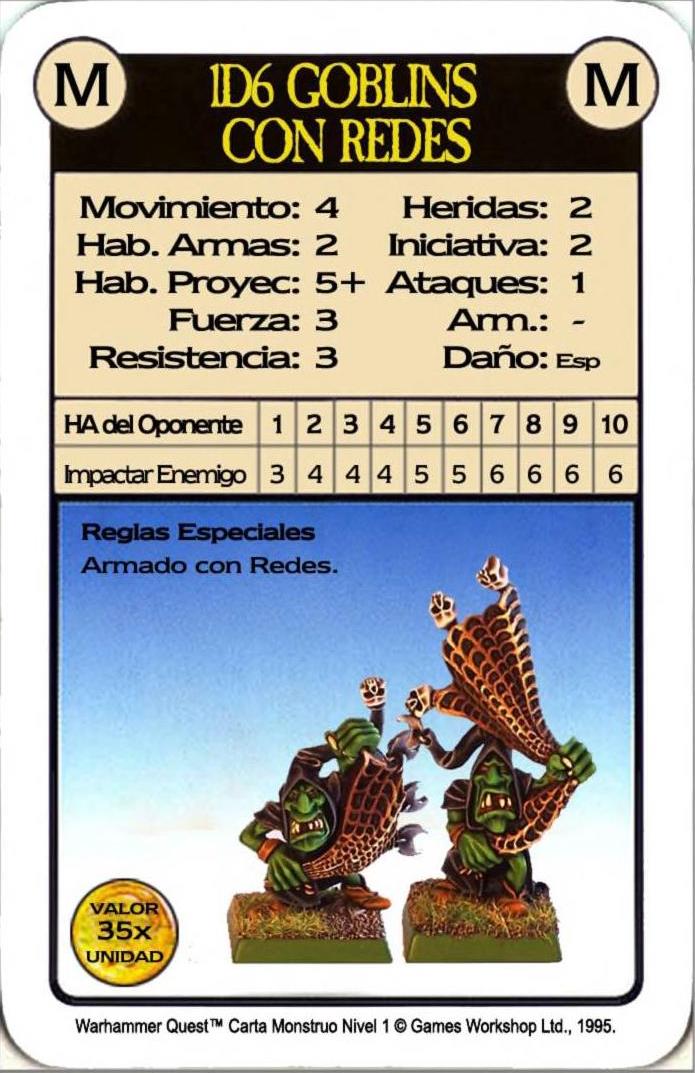 M
1D6 GOBLINS
CON REDES
M
Movimiento: 4 Heridas: 2
Hab. Armas: 2 Iniciativa: 2
Hab. Proyec: 5+ Ataques: 1
Fuerza: 3 Arm.: -
Resistencia: 3 Daño: Esp
HA del Oponente 1 2 3 4 5 6 7 8 9 10
Impactar Enemigo 3 4 4 4 5 5 6 6 6 6
Reglas Especiales
Armado con Redes.
VALOR
35x
UNIDAD
Warhammer Quest™ Carta Monstruo Nivel 1 © Games Workshop Ltd., 1995.